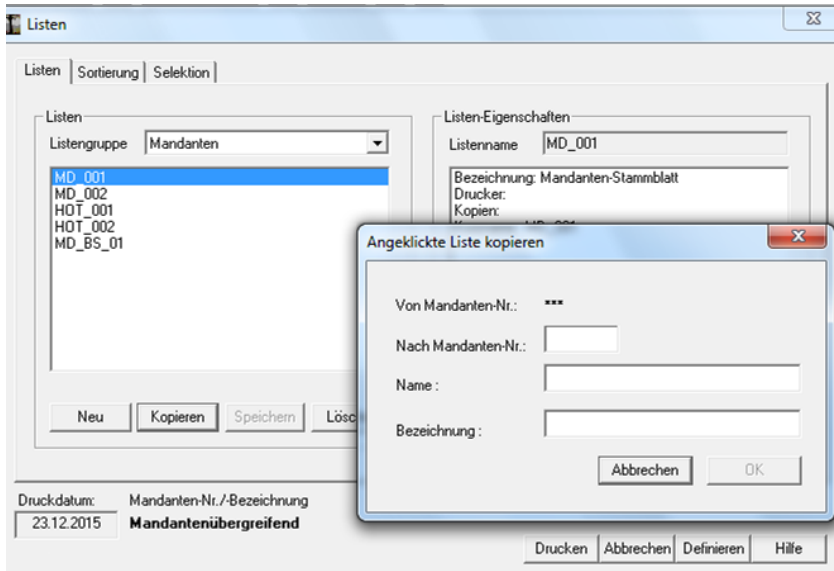 Listen
Listen Sortierung Selektion
Listen
Listengruppe Mandanten
MD_001
MD_002
HOT_001
HOT_002
MD_BS_01
Neu Kopieren Speichern Lösc
Listen-Eigenschaften
Listenname MD_001
Bezeichnung: Mandanten-Stammblatt
Drucker:
Kopien:
Angeklickte Liste kopieren
Von Mandanten-Nr.: ***
Nach Mandanten-Nr.:
Name :
Bezeichnung :
Abbrechen OK
Druckdatum: Mandanten-Nr./-Bezeichnung
23.12.2015 Mandantenübergreifend
Drucken Abbrechen Definieren Hilfe